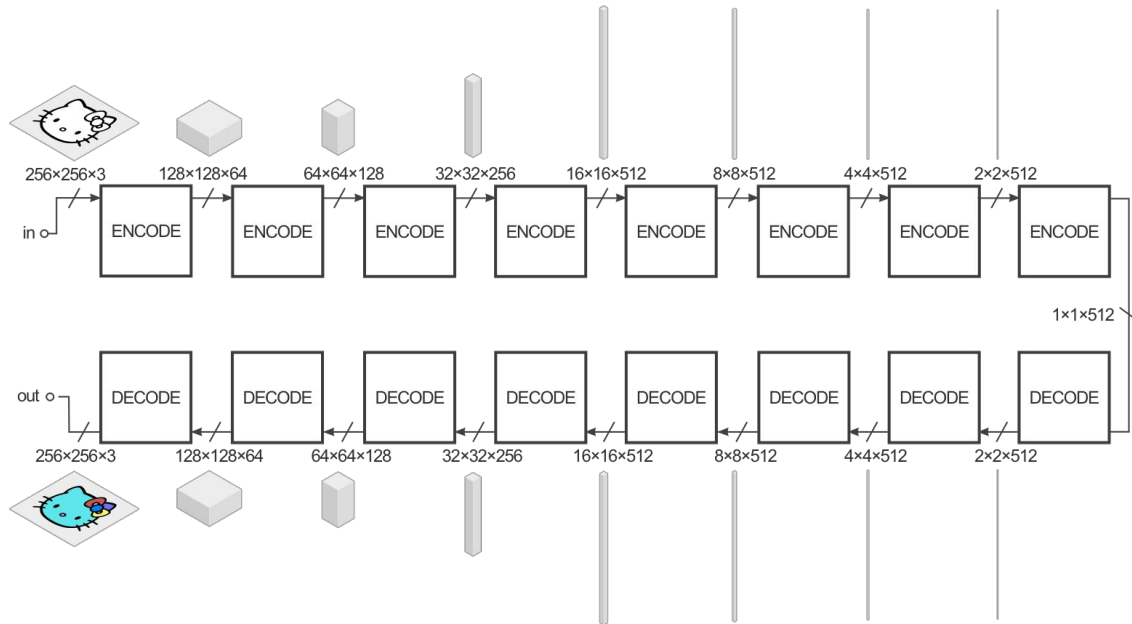 256×256×3 128×128×64 64×64×128 32×32×256 16×16×512 8×8×512 4×4×512 2×2×512
in ENCODE ENCODE ENCODE ENCODE ENCODE ENCODE ENCODE ENCODE
1×1×512
out DECODE DECODE DECODE DECODE DECODE DECODE DECODE DECODE
256×256×3 128×128×64 64×64×128 32×32×256 16×16×512 8×8×512 4×4×512 2×2×512